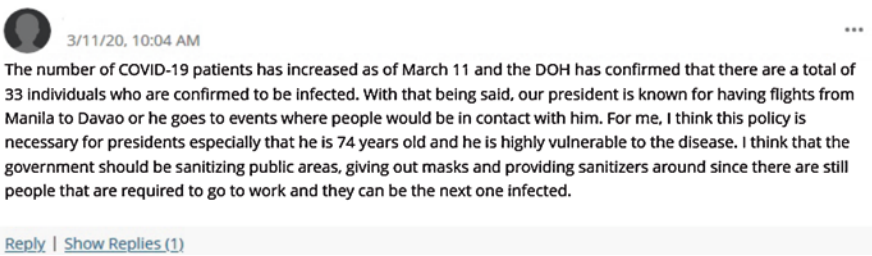 3/11/20, 10:04 AM
The number of COVID-19 patients has increased as of March 11 and the DOH has confirmed that there are a total of
33 individuals who are confirmed to be infected. With that being said, our president is known for having flights from
Manila to Davao or he goes to events where people would be in contact with him. For me, I think this policy is
necessary for presidents especially that he is 74 years old and he is highly vulnerable to the disease. I think that the
government should be sanitizing public areas, giving out masks and providing sanitizers around since there are still
people that are required to go to work and they can be the next one infected.
Reply | Show Replies (1)